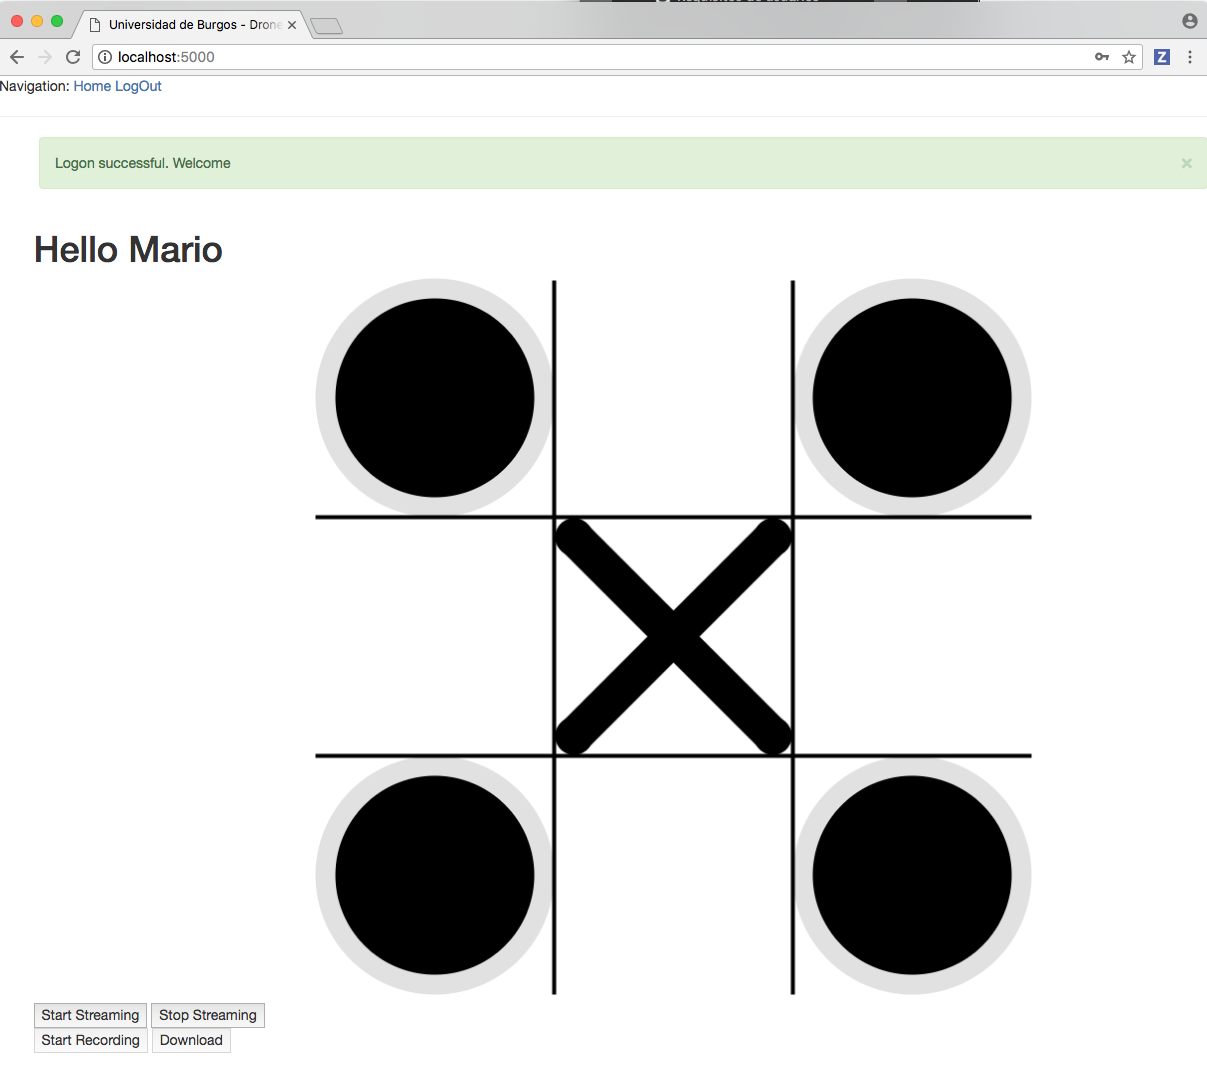 Universidad de Burgos - Drone
localhost:5000
Z
Navigation: Home LogOut
Logon successful. Welcome
×
Hello Mario
Start Streaming Stop Streaming
Start Recording Download